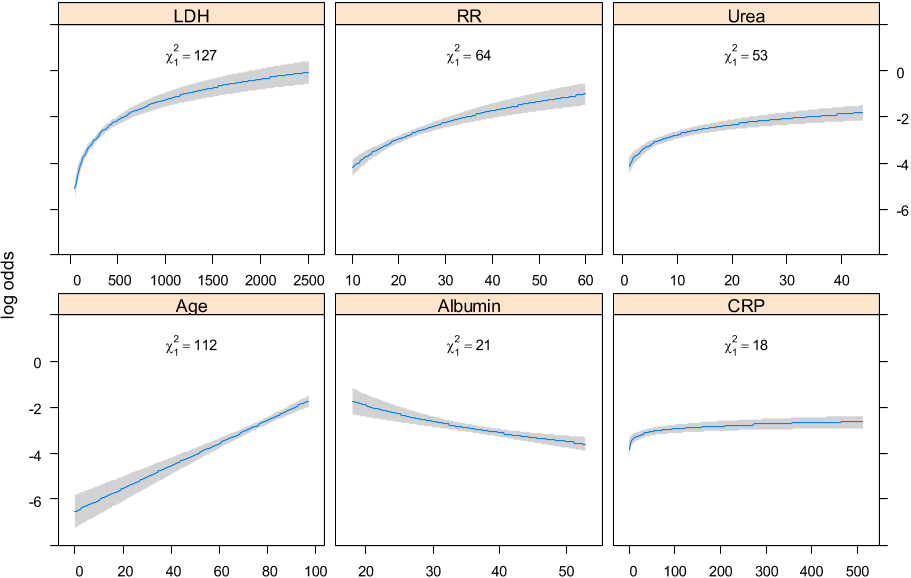 LDH RR Urea
χ²₁ = 127 χ²₁ = 64 χ²₁ = 53
0
-2
-4
-6
0 500 1000 1500 2000 2500 10 20 30 40 50 60 0 10 20 30 40
log odds
Age Albumin CRP
χ²₁ = 112 χ²₁ = 21 χ²₁ = 18
0
-2
-4
-6
0 20 40 60 80 100 20 30 40 50 0 100 200 300 400 500